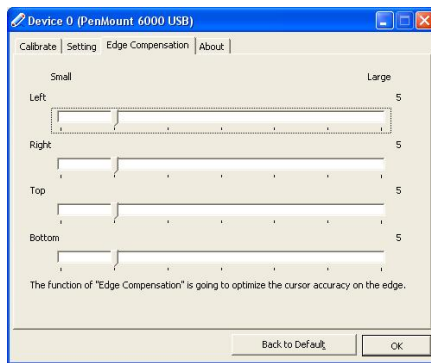 Device 0 (PenMount 6000 USB)
Calibrate Setting Edge Compensation About
Small Large
Left 5
Right 5
Top 5
Bottom 5
The function of "Edge Compensation" is going to optimize the cursor accuracy on the edge.
Back to Default OK